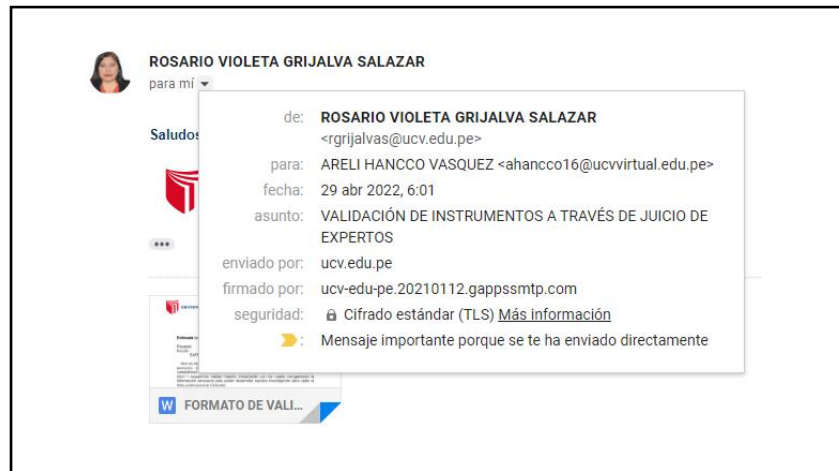 ROSARIO VIOLETA GRIJALVA SALAZAR
para mí
de: ROSARIO VIOLETA GRIJALVA SALAZAR
<rgrijalvas@ucv.edu.pe>
Saludos
para: ARELI HANCCO VASQUEZ <ahancco16@ucvvirtual.edu.pe>
fecha: 29 abr 2022, 6:01
asunto: VALIDACIÓN DE INSTRUMENTOS A TRAVÉS DE JUICIO DE
EXPERTOS
enviado por: ucv.edu.pe
firmado por: ucv-edu-pe.20210112.gappssmtp.com
seguridad: Cifrado estándar (TLS) Más información
: Mensaje importante porque se te ha enviado directamente
W FORMATO DE VALI...